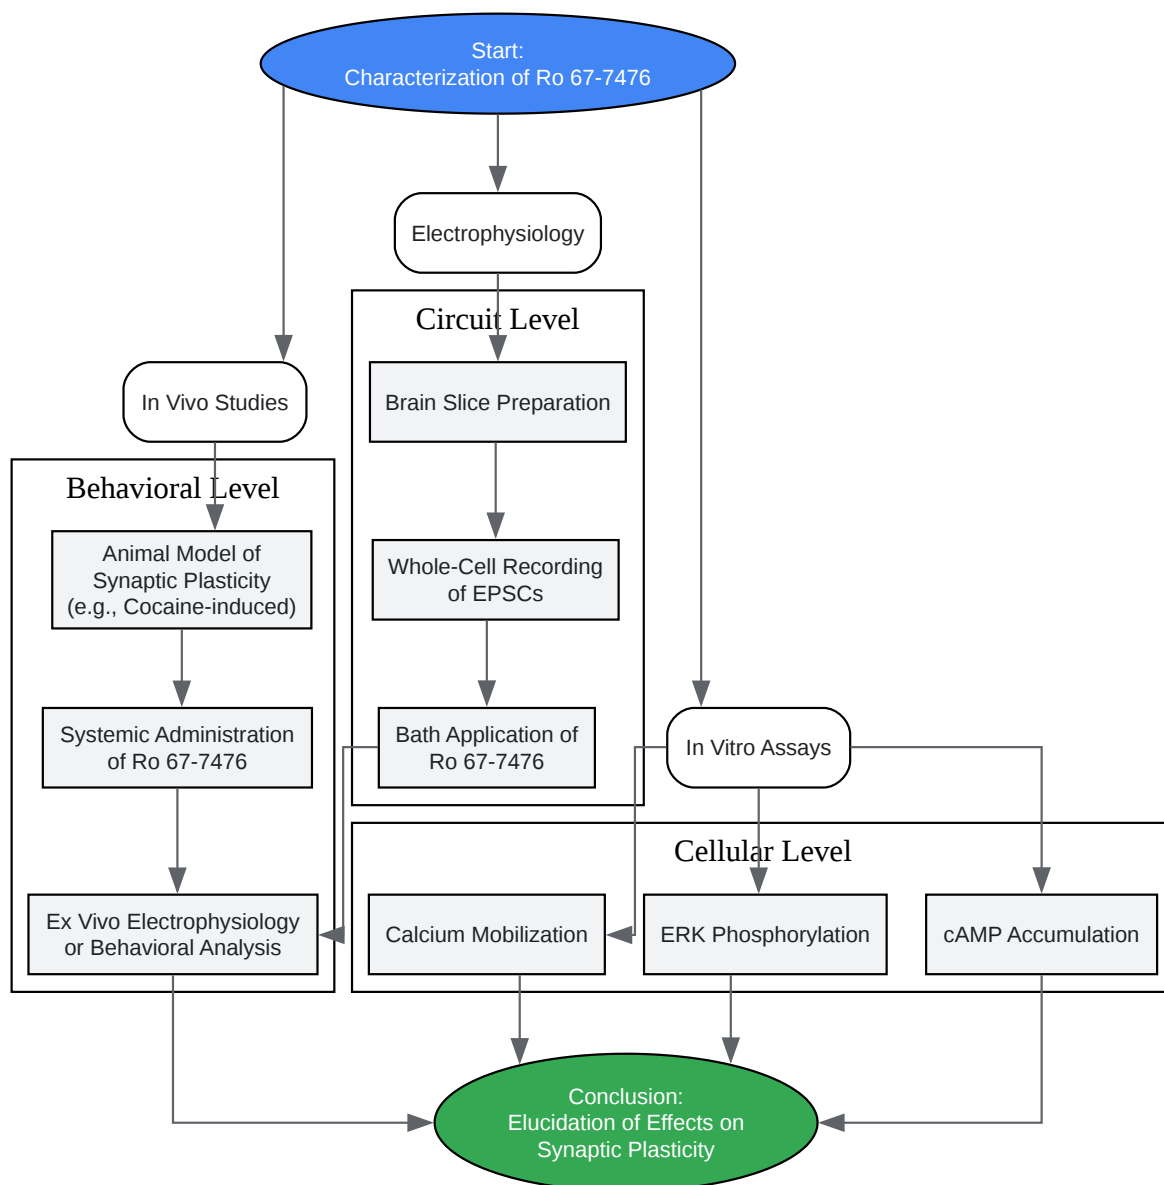 Start:
Characterization of Ro 67-7476
Electrophysiology
Circuit Level
In Vivo Studies
Brain Slice Preparation
Behavioral Level
Animal Model of
Synaptic Plasticity
(e.g., Cocaine-induced)
Whole-Cell Recording
of EPSCs
Systemic Administration
of Ro 67-7476
Bath Application of
Ro 67-7476
In Vitro Assays
Cellular Level
Ex Vivo Electrophysiology
or Behavioral Analysis
Calcium Mobilization
ERK Phosphorylation
cAMP Accumulation
Conclusion:
Elucidation of Effects on
Synaptic Plasticity